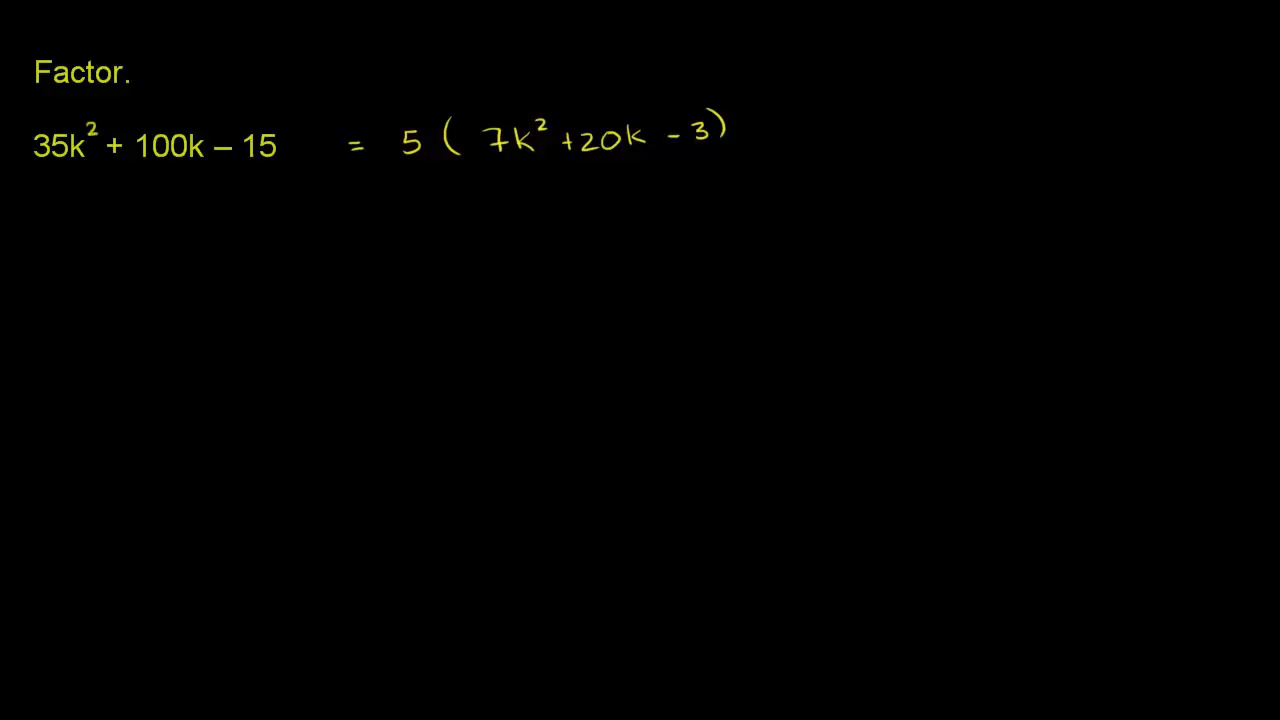 Factor.
35k² + 100k – 15 = 5 ( 7k² +20k - 3)